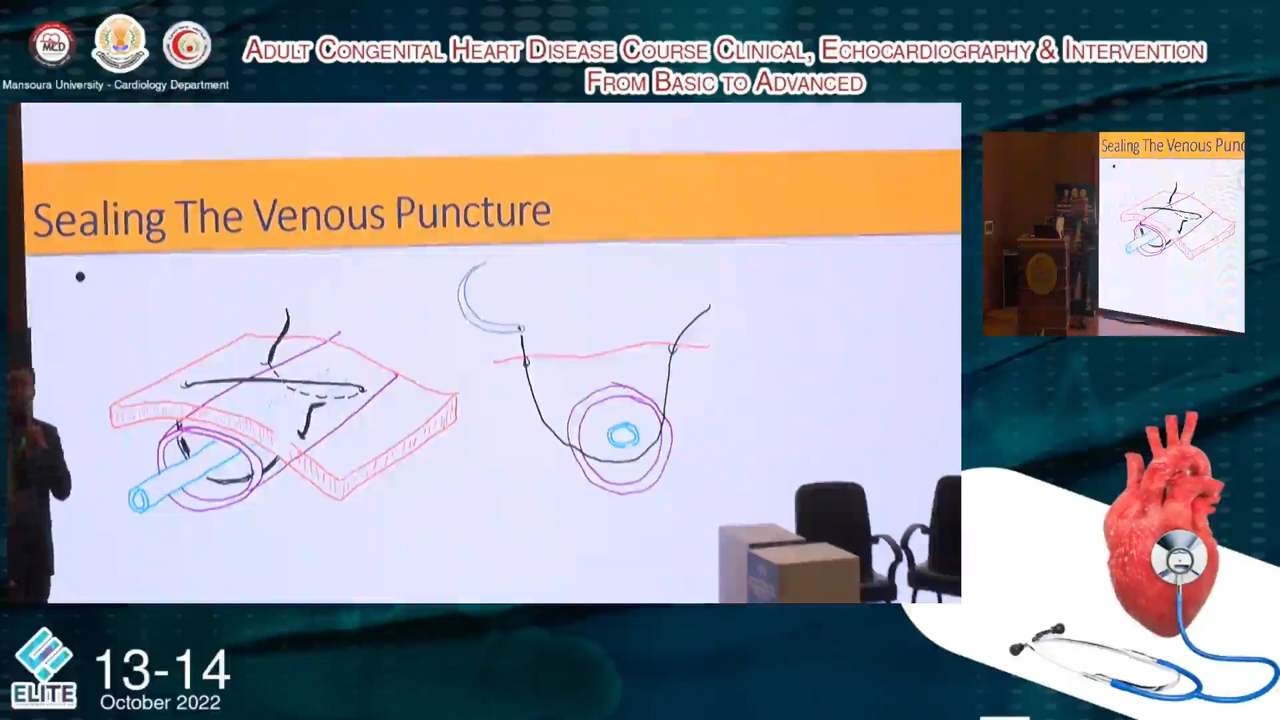 ADULT CONGENITAL HEART DISEASE COURSE CLINICAL, ECHOCARDIOGRAPHY & INTERVENTION
FROM BASIC TO ADVANCED
MCD
Mansoura University - Cardiology Department
Sealing The Venous Puncture
Sealing The Venous Punc
ELITE
13-14
October 2022